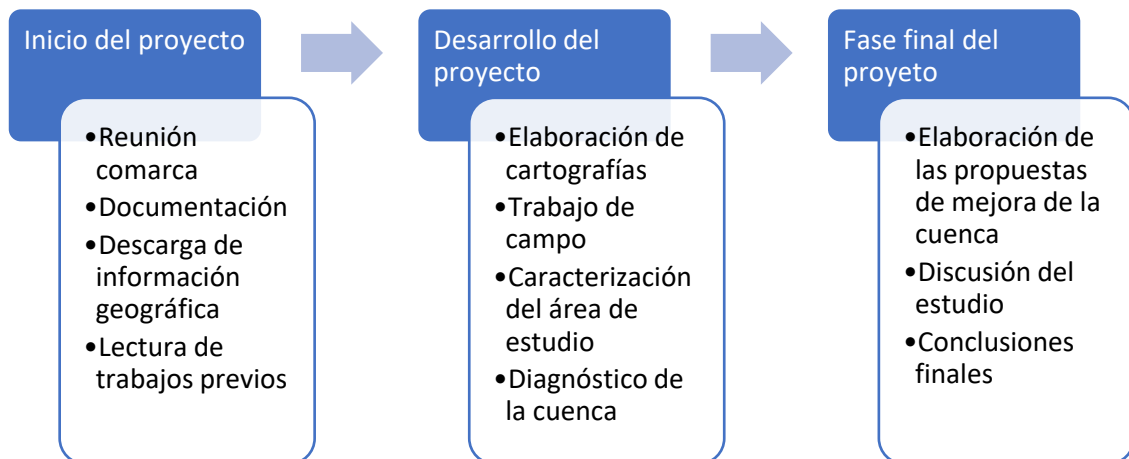 Inicio del proyecto
•Reunión
comarca
•Documentación
•Descarga de
información
geográfica
•Lectura de
trabajos previos
Desarrollo del
proyecto
•Elaboración de
cartografías
•Trabajo de
campo
•Caracterización
del área de
estudio
•Diagnóstico de
la cuenca
Fase final del
proyeto
•Elaboración de
las propuestas
de mejora de la
cuenca
•Discusión del
estudio
•Conclusiones
finales